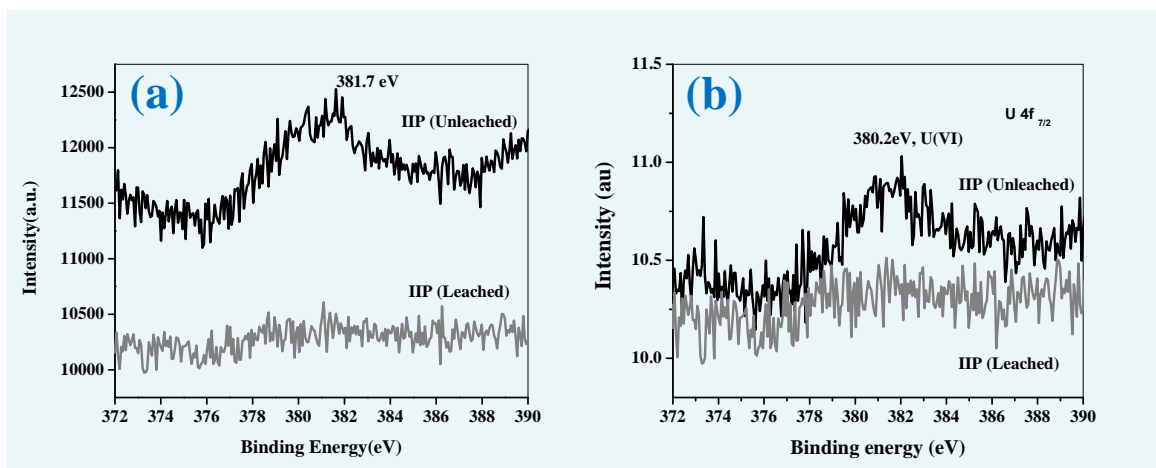 (a)
381.7 eV
IIP (Unleached)
IIP (Leached)
Intensity(a.u.)
12500
12000
11500
11000
10500
10000
372 374 376 378 380 382 384 386 388 390
Binding Energy(eV)
(b)
U 4f 7/2
380.2eV, U(VI)
IIP (Unleached)
IIP (Leached)
Intensity (au)
11.5
11.0
10.5
10.0
372 374 376 378 380 382 384 386 388 390
Binding energy (eV)